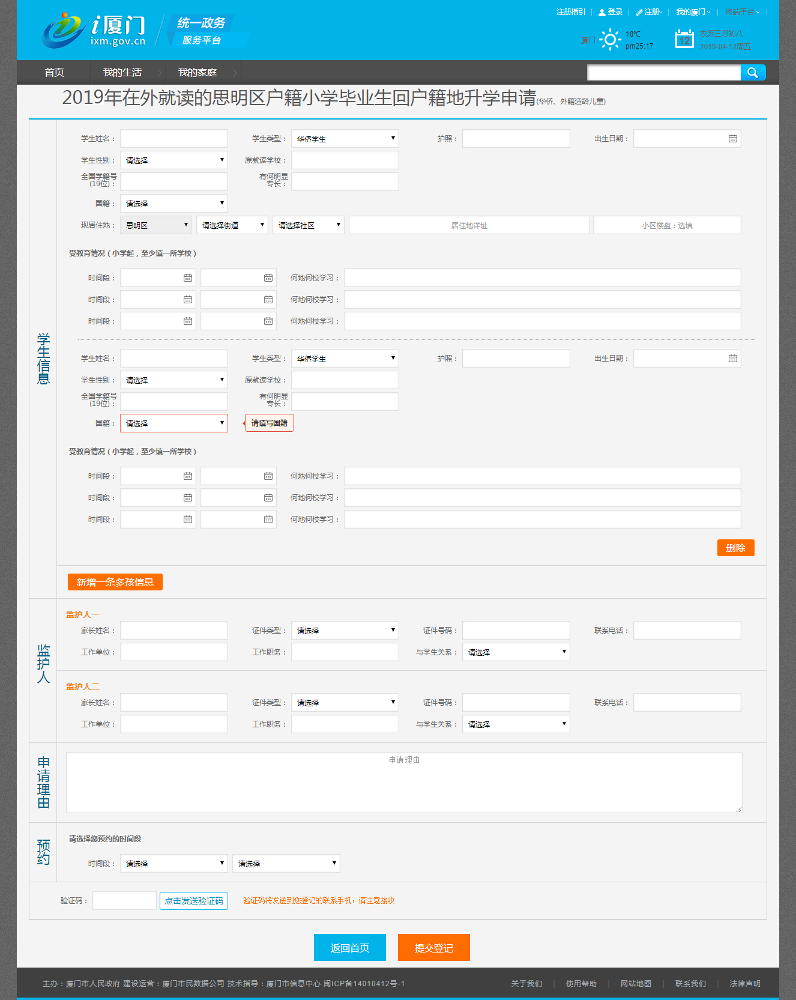 注册指引 登录 注册 我的厦门 终端平台
i厦门
ixm.gov.cn
统一政务
服务平台
厦门
18℃
pm25:17
12
农历三月初八
2019-04-12周五
首页 我的生活 我的家庭
2019年在外就读的思明区户籍小学毕业生回户籍地升学申请(华侨、外籍适龄儿童)
学生信息
学生姓名： 学生类型： 华侨学生 护照： 出生日期：
学生性别： 请选择 原就读学校：
全国学籍号
(19位)： 有何明显
专长：
国籍： 请选择
现居住地： 思明区 请选择街道 请选择社区 居住地详址 小区楼盘：选填
受教育情况（小学起，至少填一所学校）
时间段： 何地何校学习：
时间段： 何地何校学习：
时间段： 何地何校学习：
学生姓名： 学生类型： 华侨学生 护照： 出生日期：
学生性别： 请选择 原就读学校：
全国学籍号
(19位)： 有何明显
专长：
国籍： 请选择 请填写国籍
受教育情况（小学起，至少填一所学校）
时间段： 何地何校学习：
时间段： 何地何校学习：
时间段： 何地何校学习：
删除
新增一条多孩信息
监护人
监护人一
家长姓名： 证件类型： 请选择 证件号码： 联系电话：
工作单位： 工作职务： 与学生关系： 请选择
监护人二
家长姓名： 证件类型： 请选择 证件号码： 联系电话：
工作单位： 工作职务： 与学生关系： 请选择
申请理由
申请理由
预约
请选择您预约的时间段
时间段： 请选择 请选择
验证码： 点击发送验证码 验证码将发送到您登记的联系手机，请注意接收
返回首页 提交登记
主办：厦门市人民政府 建设运营：厦门市民数据公司 技术指导：厦门市信息中心 闽ICP备14010412号-1
关于我们 | 使用帮助 | 网站地图 | 联系我们 | 法律声明